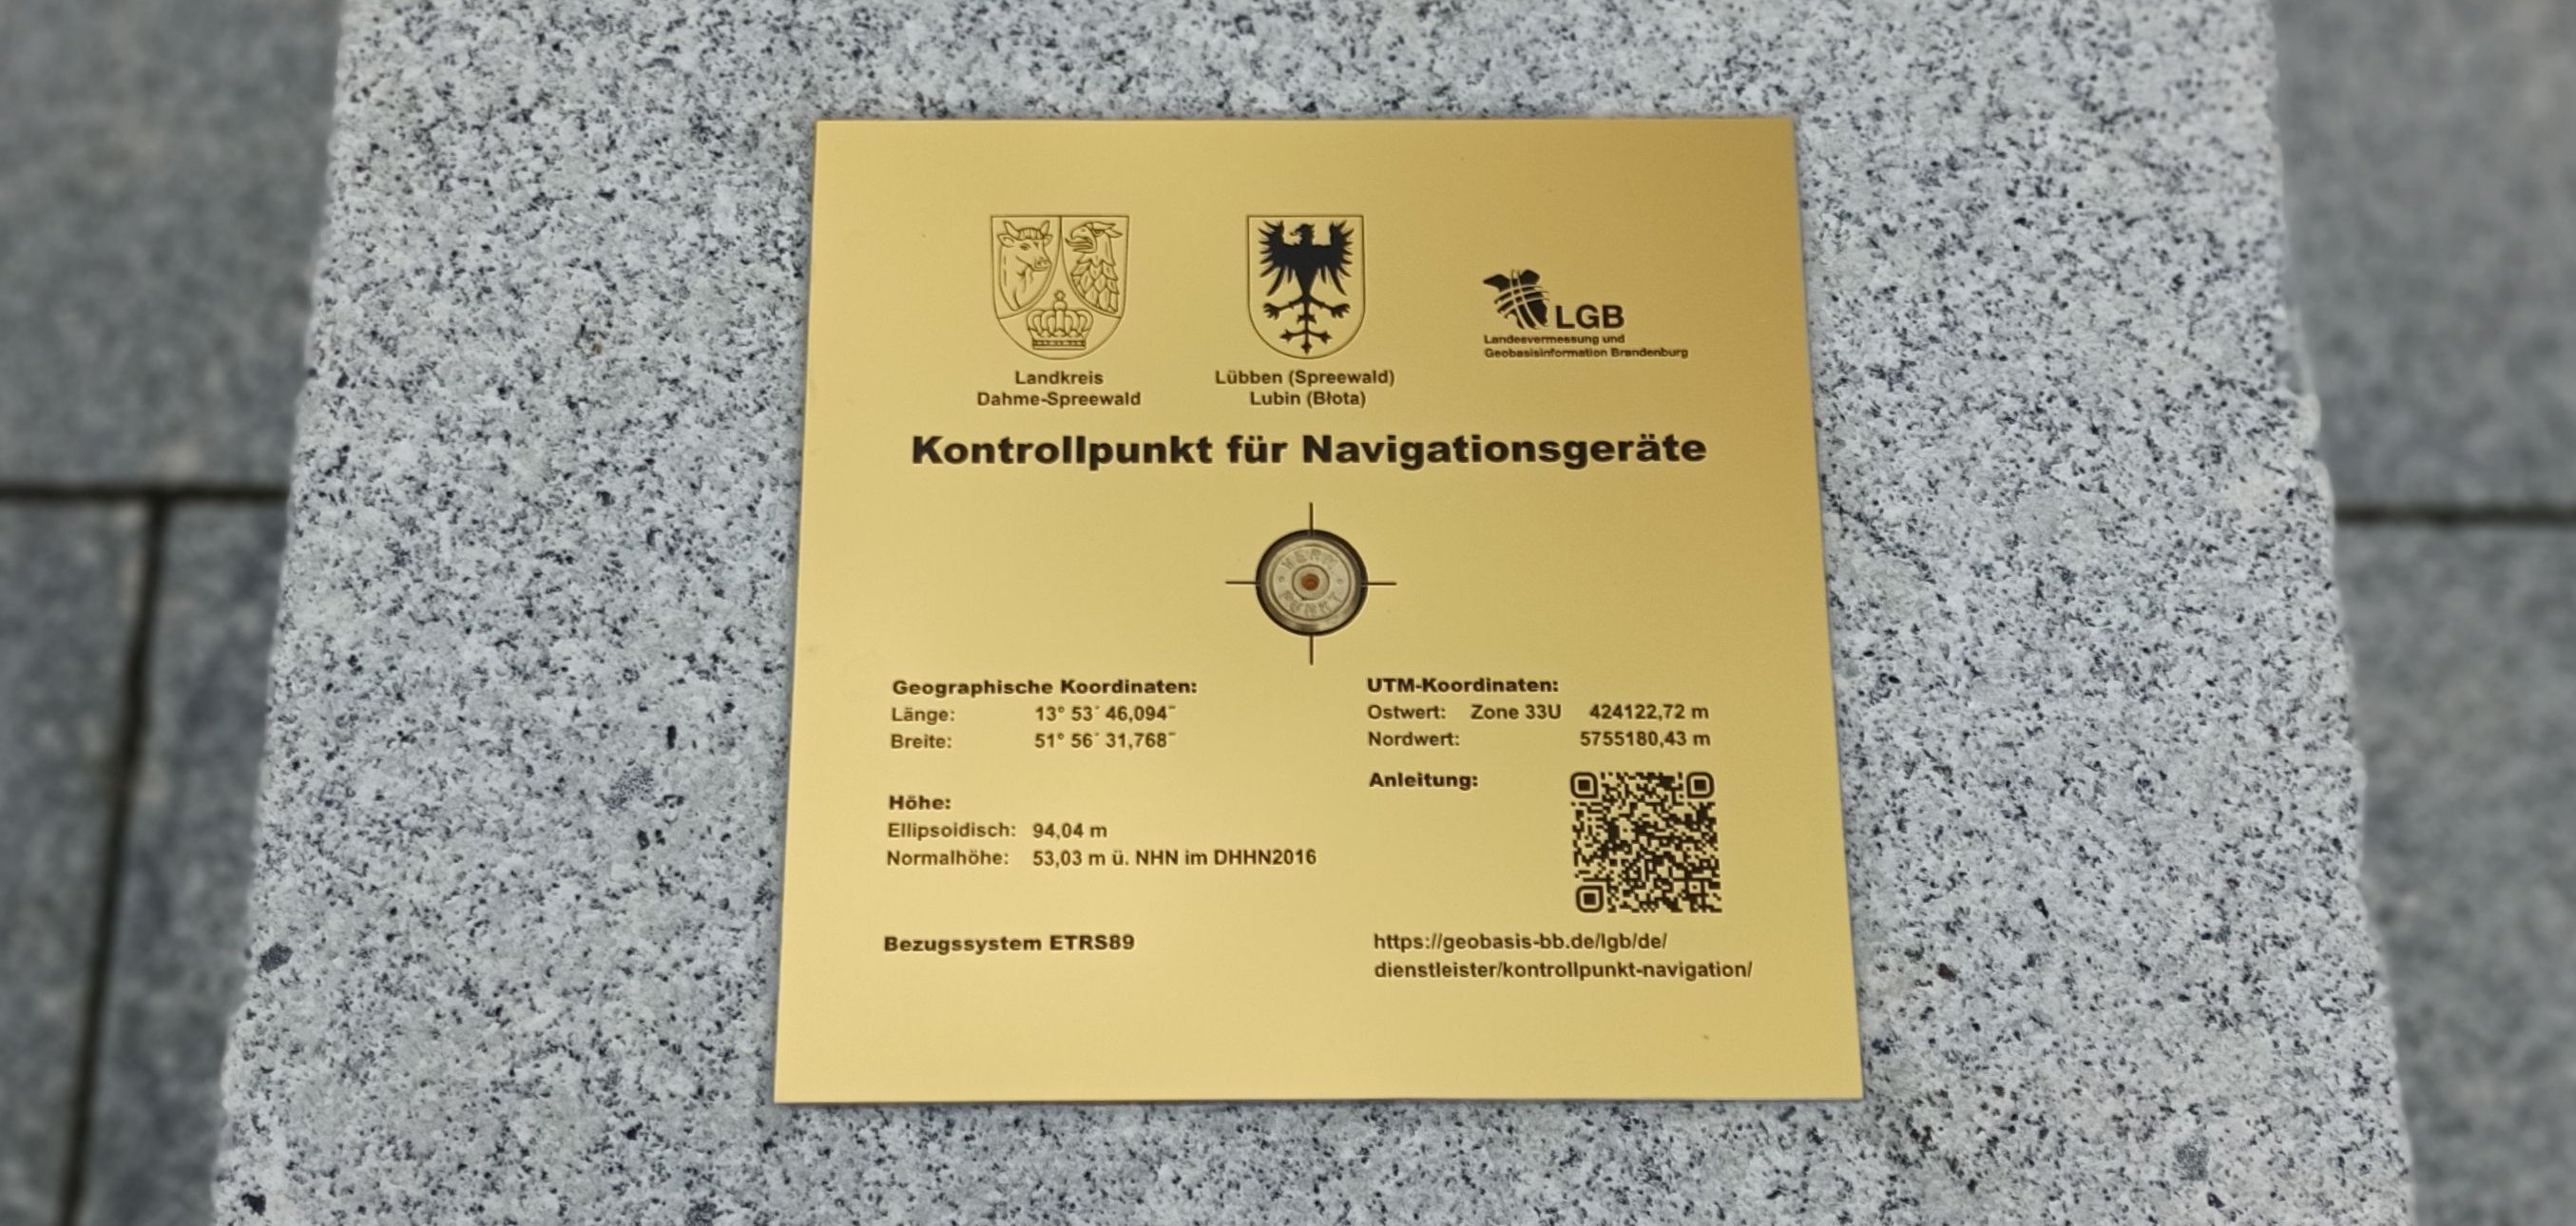 LGB
Landesvermessung und
Geobasisinformation Brandenburg
Landkreis
Dahme-Spreewald
Lübben (Spreewald)
Lubin (Błota)
Kontrollpunkt für Navigationsgeräte
VERM.
PUNKT
Geographische Koordinaten:
Länge: 13° 53´ 46,094˝
Breite: 51° 56´ 31,768˝
Höhe:
Ellipsoidisch: 94,04 m
Normalhöhe: 53,03 m ü. NHN im DHHN2016
Bezugssystem ETRS89
UTM-Koordinaten:
Ostwert: Zone 33U 424122,72 m
Nordwert: 5755180,43 m
Anleitung:
https://geobasis-bb.de/lgb/de/
dienstleister/kontrollpunkt-navigation/